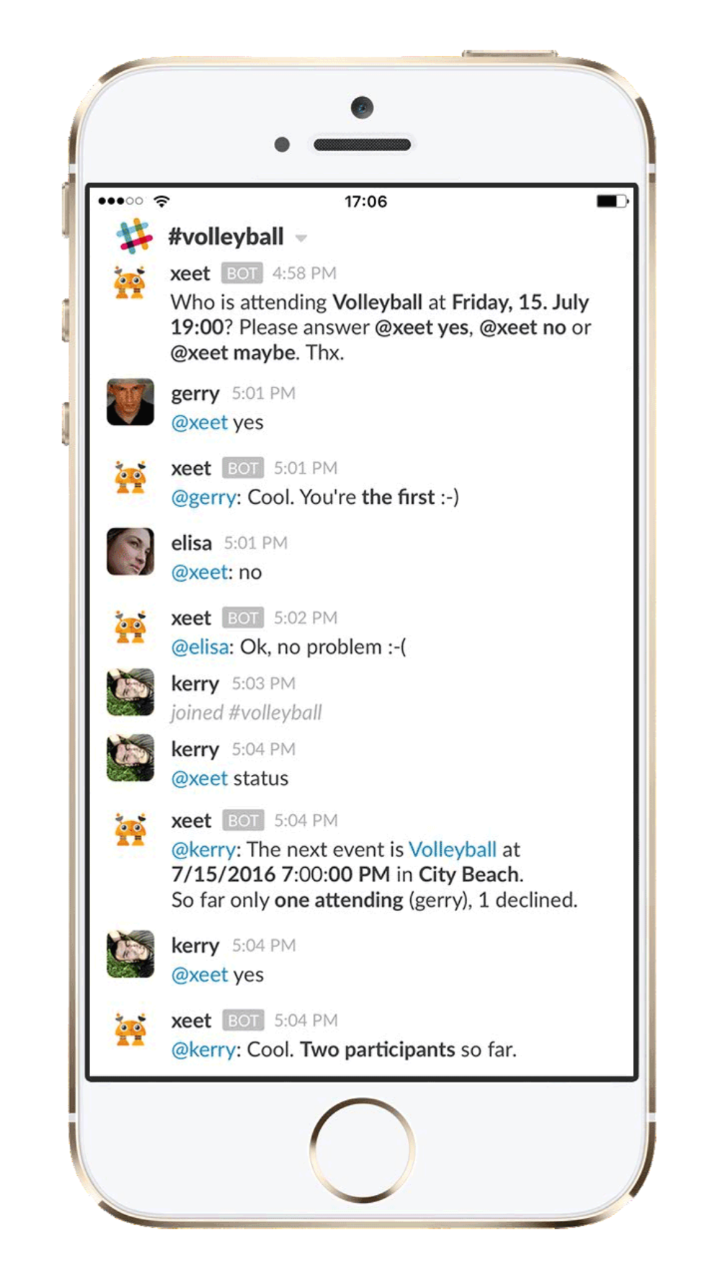 17:06
#volleyball
xeet BOT 4:58 PM
Who is attending Volleyball at Friday, 15. July
19:00? Please answer @xeet yes, @xeet no or
@xeet maybe. Thx.
gerry 5:01 PM
@xeet yes
xeet BOT 5:01 PM
@gerry: Cool. You're the first :-)
elisa 5:01 PM
@xeet: no
xeet BOT 5:02 PM
@elisa: Ok, no problem :-(
kerry 5:03 PM
joined #volleyball
kerry 5:04 PM
@xeet status
xeet BOT 5:04 PM
@kerry: The next event is Volleyball at
7/15/2016 7:00:00 PM in City Beach.
So far only one attending (gerry), 1 declined.
kerry 5:04 PM
@xeet yes
xeet BOT 5:04 PM
@kerry: Cool. Two participants so far.